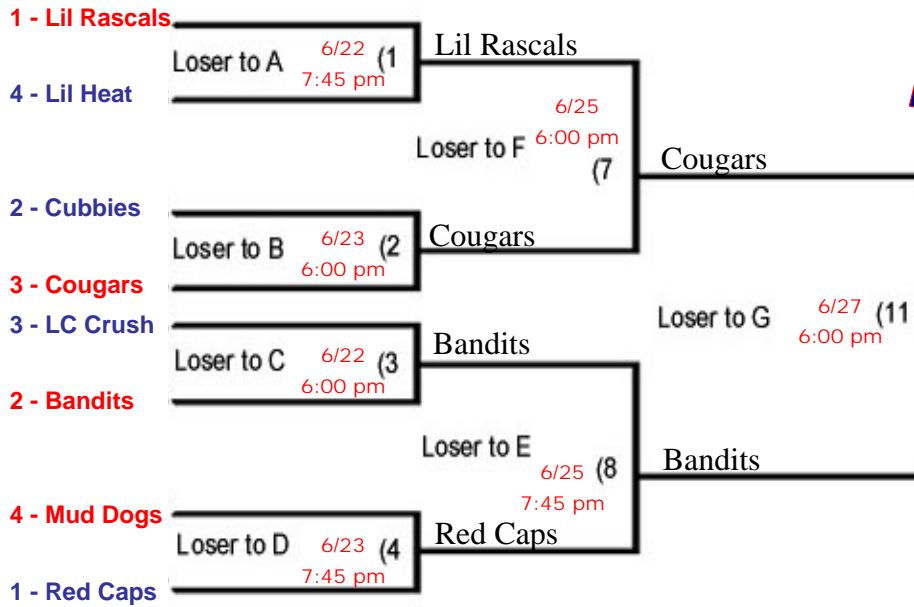 1 - Lil Rascals
Loser to A 6/22 (1
7:45 pm
Lil Rascals
4 - Lil Heat
6/25
Loser to F 6:00 pm
(7
Cougars
2 - Cubbies
Loser to B 6/23 (2
6:00 pm
Cougars
3 - Cougars
3 - LC Crush
Loser to G 6/27 (11
6:00 pm
Loser to C 6/22 (3
6:00 pm
Bandits
2 - Bandits
Loser to E
6/25 (8
7:45 pm
Bandits
4 - Mud Dogs
Loser to D 6/23 (4
7:45 pm
Red Caps
1 - Red Caps